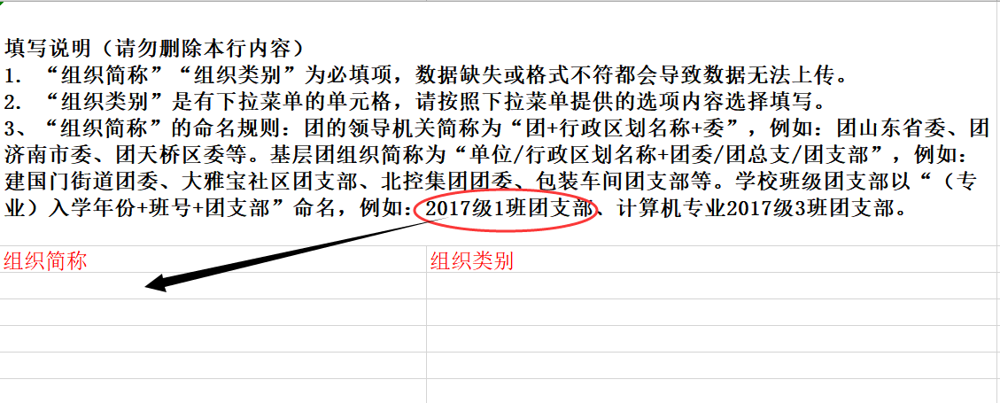 填写说明（请勿删除本行内容）
1. “组织简称”“组织类别”为必填项，数据缺失或格式不符都会导致数据无法上传。
2. “组织类别”是有下拉菜单的单元格，请按照下拉菜单提供的选项内容选择填写。
3、“组织简称”的命名规则：团的领导机关简称为“团+行政区划名称+委”，例如：团山东省委、团
济南市委、团天桥区委等。基层团组织简称为“单位/行政区划名称+团委/团总支/团支部”，例如：
建国门街道团委、大雅宝社区团支部、北控集团团委、包装车间团支部等。学校班级团支部以“（专
业）入学年份+班号+团支部”命名，例如：2017级1班团支部、计算机专业2017级3班团支部。
组织简称 组织类别